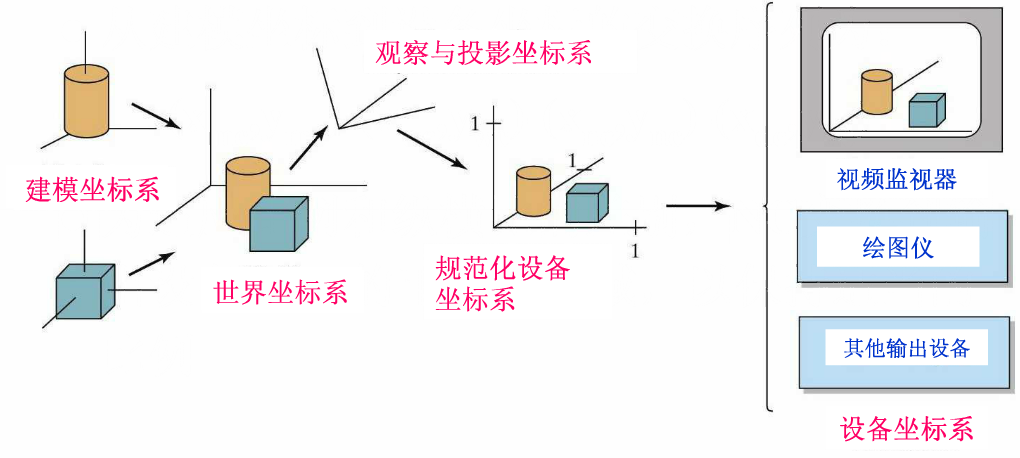 观察与投影坐标系
建模坐标系
世界坐标系
1
1
1
规范化设备
坐标系
视频监视器
绘图仪
其他输出设备
设备坐标系